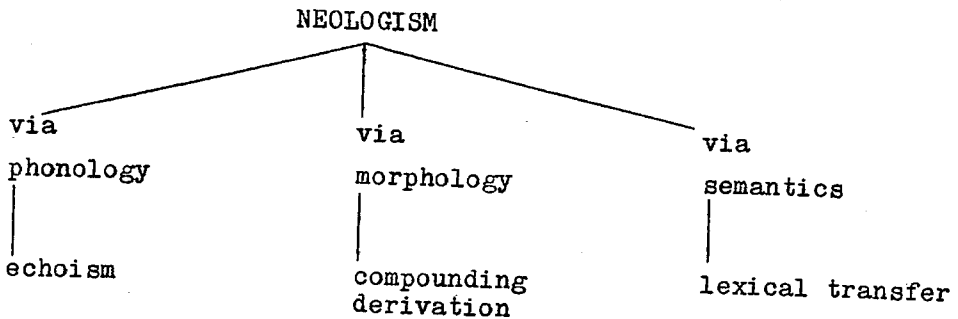 NEOLOGISM
via
phonology
echoism
via
morphology
compounding
derivation
via
semantics
lexical transfer